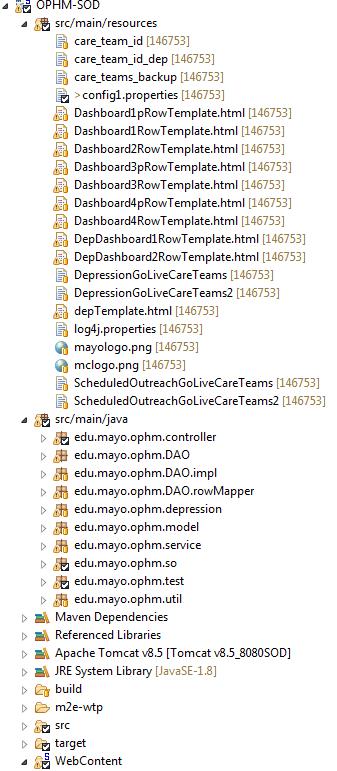 OPHM-SOD
src/main/resources
care_team_id [146753]
care_team_id_dep [146753]
care_teams_backup [146753]
> config1.properties [146753]
Dashboard1pRowTemplate.html [146753]
Dashboard1RowTemplate.html [146753]
Dashboard2RowTemplate.html [146753]
Dashboard3pRowTemplate.html [146753]
Dashboard3RowTemplate.html [146753]
Dashboard4pRowTemplate.html [146753]
Dashboard4RowTemplate.html [146753]
DepDashboard1RowTemplate.html [146753]
DepDashboard2RowTemplate.html [146753]
DepressionGoLiveCareTeams [146753]
DepressionGoLiveCareTeams2 [146753]
depTemplate.html [146753]
log4j.properties [146753]
mayologo.png [146753]
mclogo.png [146753]
ScheduledOutreachGoLiveCareTeams [146753]
ScheduledOutreachGoLiveCareTeams2 [146753]
src/main/java
edu.mayo.ophm.controller
edu.mayo.ophm.DAO
edu.mayo.ophm.DAO.impl
edu.mayo.ophm.DAO.rowMapper
edu.mayo.ophm.depression
edu.mayo.ophm.model
edu.mayo.ophm.service
edu.mayo.ophm.so
edu.mayo.ophm.test
edu.mayo.ophm.util
Maven Dependencies
Referenced Libraries
Apache Tomcat v8.5 [Tomcat v8.5_8080SOD]
JRE System Library [JavaSE-1.8]
build
m2e-wtp
src
target
WebContent